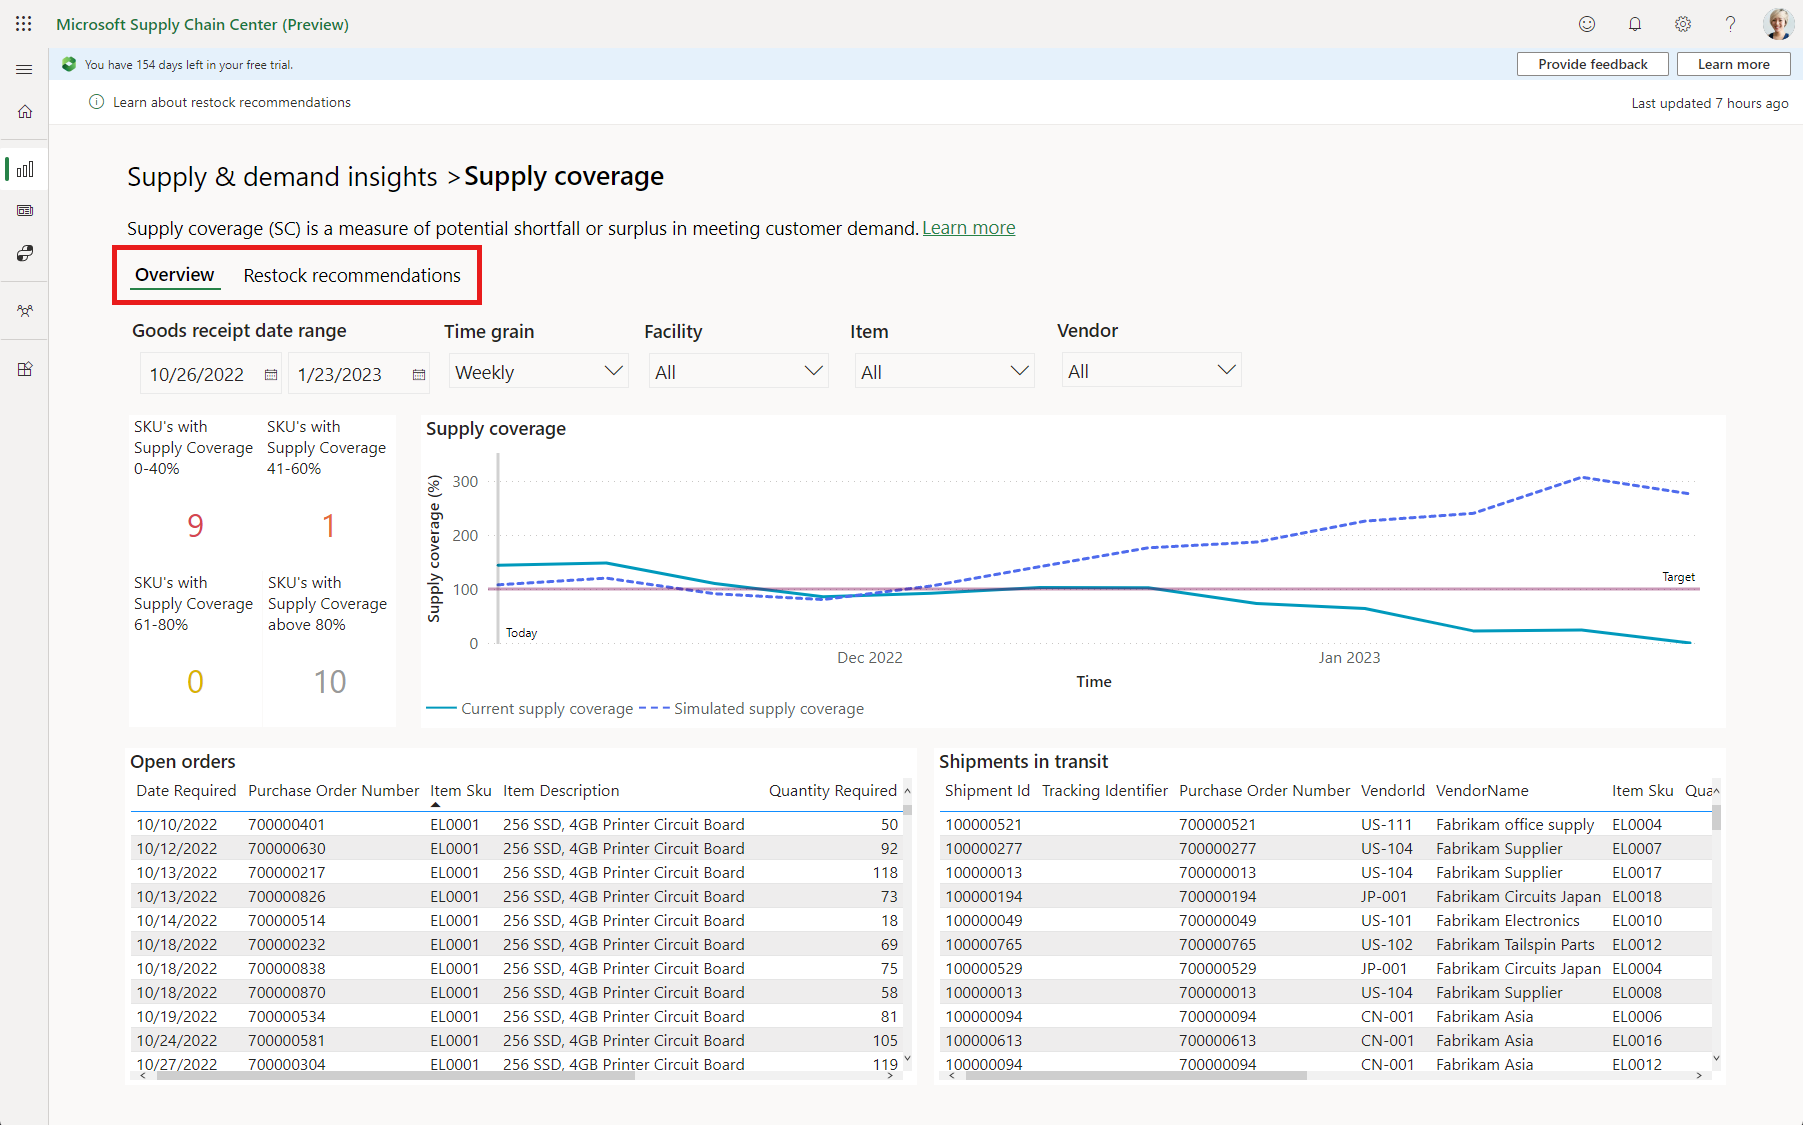 Microsoft Supply Chain Center (Preview)
You have 154 days left in your free trial.
Provide feedback
Learn more
Learn about restock recommendations
Last updated 7 hours ago
Supply & demand insights > Supply coverage
Supply coverage (SC) is a measure of potential shortfall or surplus in meeting customer demand. Learn more
Overview Restock recommendations
Goods receipt date range Time grain Facility Item Vendor
10/26/2022 1/23/2023 Weekly All All All
SKU's with
Supply Coverage
0-40%
9
SKU's with
Supply Coverage
41-60%
1
SKU's with
Supply Coverage
61-80%
0
SKU's with
Supply Coverage
above 80%
10
Supply coverage
Supply coverage (%)
300
200
100
0
Target
Today
Dec 2022 Jan 2023
Time
Current supply coverage Simulated supply coverage
Open orders
Date Required Purchase Order Number Item Sku Item Description Quantity Required
10/10/2022 700000401 EL0001 256 SSD, 4GB Printer Circuit Board 50
10/12/2022 700000630 EL0001 256 SSD, 4GB Printer Circuit Board 92
10/13/2022 700000217 EL0001 256 SSD, 4GB Printer Circuit Board 118
10/13/2022 700000826 EL0001 256 SSD, 4GB Printer Circuit Board 73
10/14/2022 700000514 EL0001 256 SSD, 4GB Printer Circuit Board 18
10/18/2022 700000232 EL0001 256 SSD, 4GB Printer Circuit Board 69
10/18/2022 700000838 EL0001 256 SSD, 4GB Printer Circuit Board 75
10/18/2022 700000870 EL0001 256 SSD, 4GB Printer Circuit Board 58
10/19/2022 700000534 EL0001 256 SSD, 4GB Printer Circuit Board 81
10/24/2022 700000581 EL0001 256 SSD, 4GB Printer Circuit Board 105
10/27/2022 700000304 EL0001 256 SSD, 4GB Printer Circuit Board 119
Shipments in transit
Shipment Id Tracking Identifier Purchase Order Number VendorId VendorName Item Sku Qua
100000521 700000521 US-111 Fabrikam office supply EL0004
100000277 700000277 US-104 Fabrikam Supplier EL0007
100000013 700000013 US-104 Fabrikam Supplier EL0017
100000194 700000194 JP-001 Fabrikam Circuits Japan EL0018
100000049 700000049 US-101 Fabrikam Electronics EL0010
100000765 700000765 US-102 Fabrikam Tailspin Parts EL0012
100000529 700000529 JP-001 Fabrikam Circuits Japan EL0004
100000013 700000013 US-104 Fabrikam Supplier EL0008
100000094 700000094 CN-001 Fabrikam Asia EL0006
100000613 700000613 CN-001 Fabrikam Asia EL0016
100000094 700000094 CN-001 Fabrikam Asia EL0012